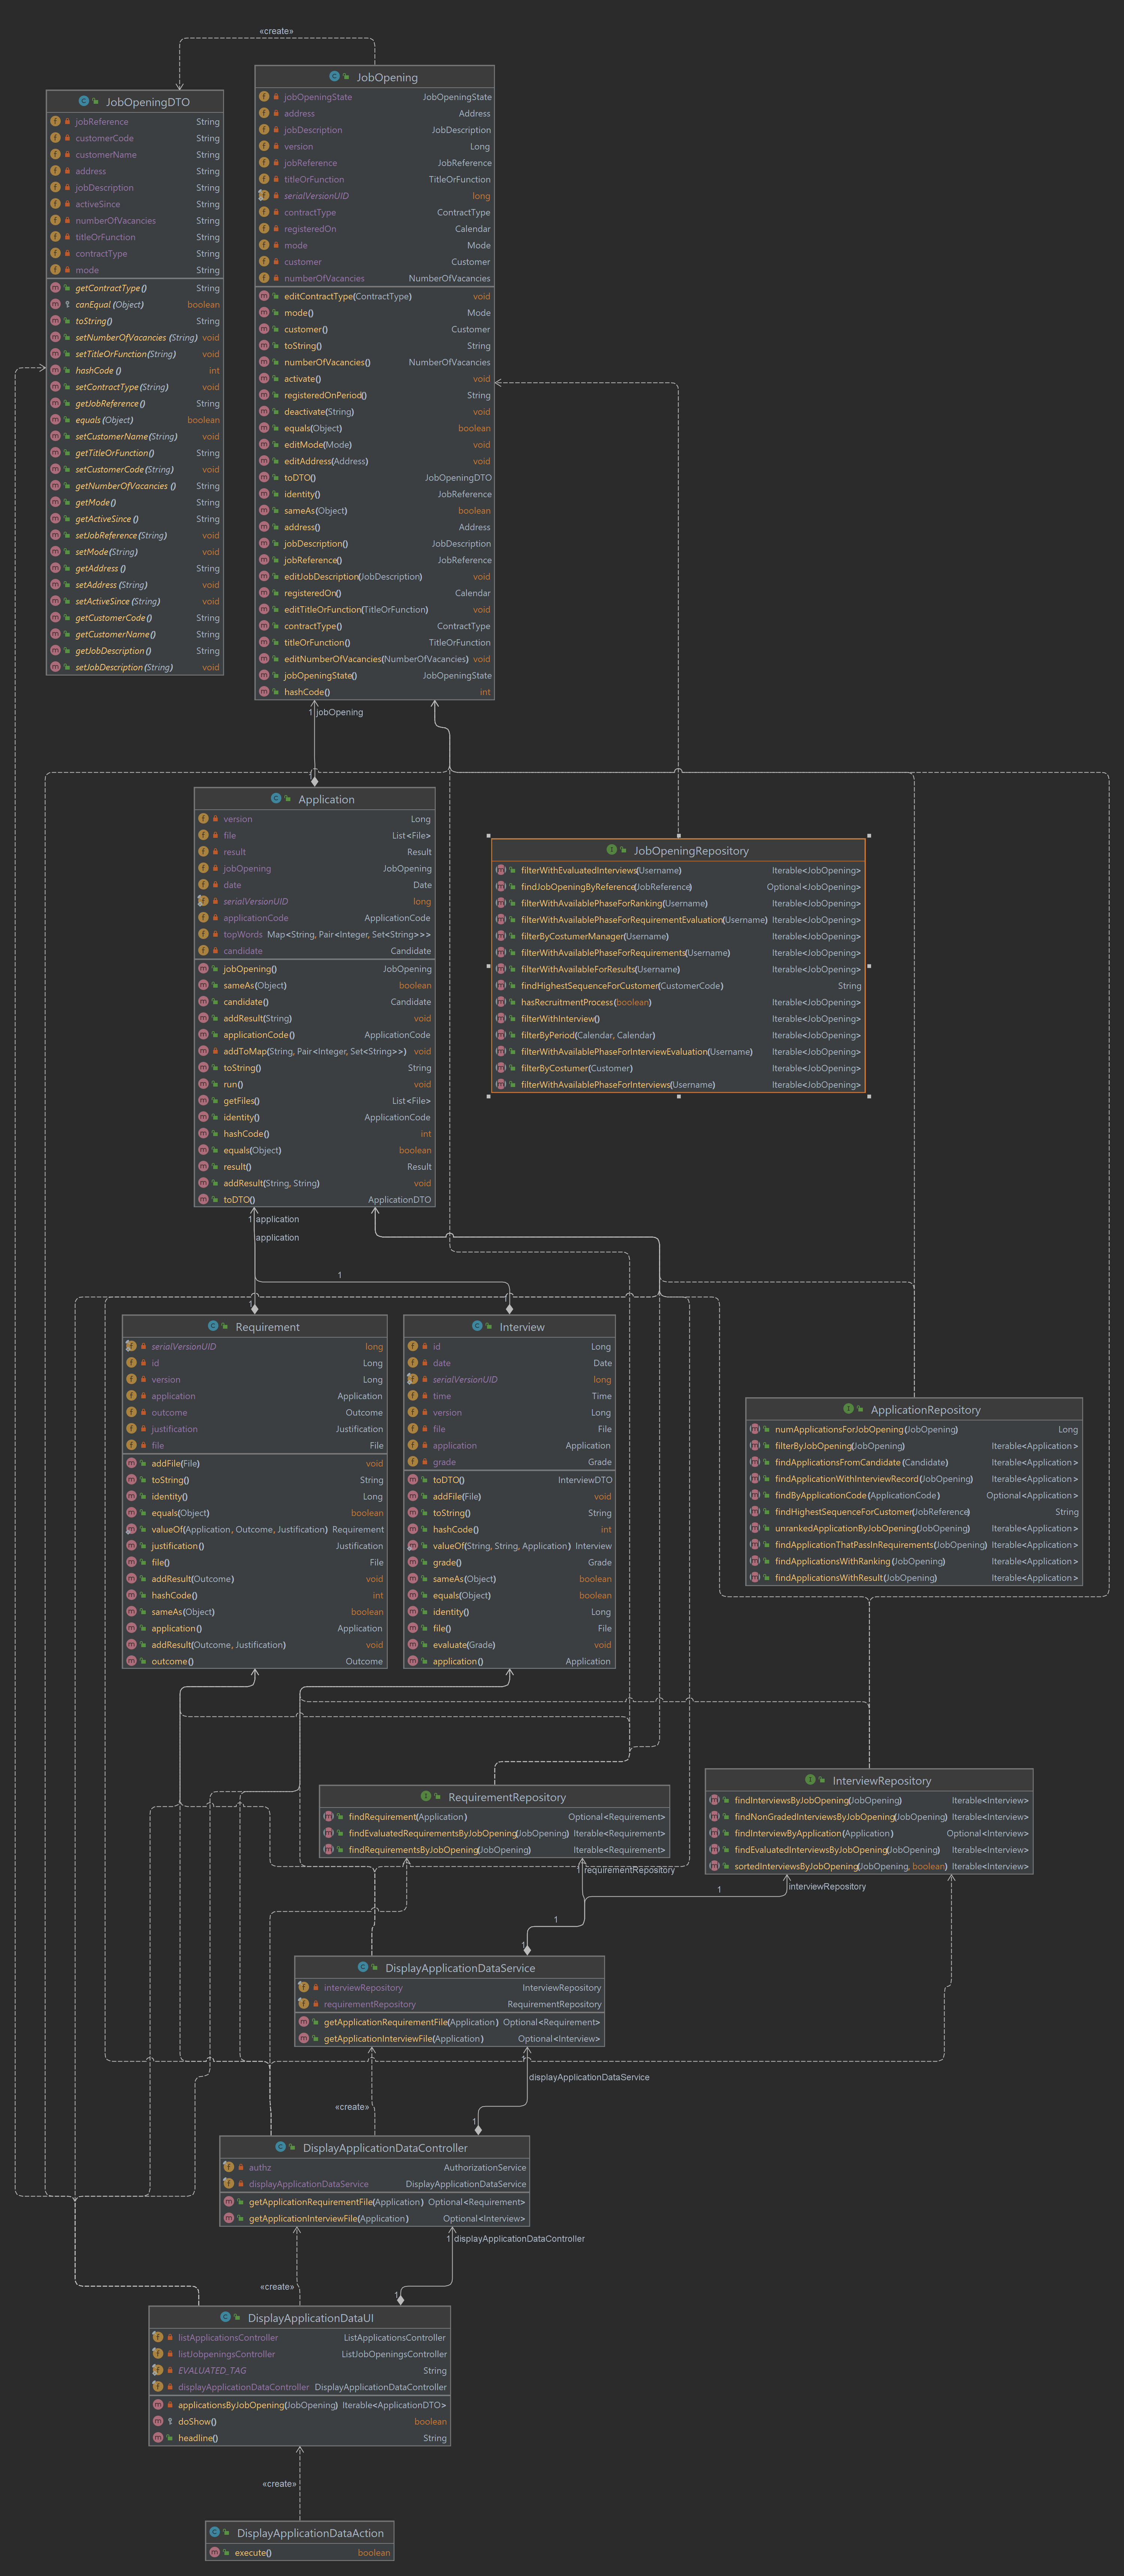 «create»
JobOpening
jobOpeningState JobOpeningState
address Address
jobDescription JobDescription
version Long
jobReference JobReference
titleOrFunction TitleOrFunction
serialVersionUID long
contractType ContractType
registeredOn Calendar
mode Mode
customer Customer
numberOfVacancies NumberOfVacancies
editContractType(ContractType) void
mode() Mode
customer() Customer
toString() String
numberOfVacancies() NumberOfVacancies
activate() void
registeredOnPeriod() String
deactivate(String) void
equals(Object) boolean
editMode(Mode) void
editAddress(Address) void
toDTO() JobOpeningDTO
identity() JobReference
sameAs(Object) boolean
address() Address
jobDescription() JobDescription
jobReference() JobReference
editJobDescription(JobDescription) void
registeredOn() Calendar
editTitleOrFunction(TitleOrFunction) void
contractType() ContractType
titleOrFunction() TitleOrFunction
editNumberOfVacancies(NumberOfVacancies) void
jobOpeningState() JobOpeningState
hashCode() int
JobOpeningDTO
jobReference String
customerCode String
customerName String
address String
jobDescription String
activeSince String
numberOfVacancies String
titleOrFunction String
contractType String
mode String
getContractType() String
canEqual(Object) boolean
toString() String
setNumberOfVacancies(String) void
setTitleOrFunction(String) void
hashCode() int
setContractType(String) void
getJobReference() String
equals(Object) boolean
setCustomerName(String) void
getTitleOrFunction() String
setCustomerCode(String) void
getNumberOfVacancies() String
getMode() String
getActiveSince() String
setJobReference(String) void
setMode(String) void
getAddress() String
setAddress(String) void
setActiveSince(String) void
getCustomerCode() String
getCustomerName() String
getJobDescription() String
setJobDescription(String) void
1 jobOpening
1
Application
version Long
file List<File>
result Result
jobOpening JobOpening
date Date
serialVersionUID long
applicationCode ApplicationCode
topWords Map<String, Pair<Integer, Set<String>>>
candidate Candidate
jobOpening() JobOpening
sameAs(Object) boolean
candidate() Candidate
addResult(String) void
applicationCode() ApplicationCode
addToMap(String, Pair<Integer, Set<String>>) void
toString() String
run() void
getFiles() List<File>
identity() ApplicationCode
hashCode() int
equals(Object) boolean
result() Result
addResult(String, String) void
toDTO() ApplicationDTO
JobOpeningRepository
filterWithEvaluatedInterviews(Username) Iterable<JobOpening>
findJobOpeningByReference(JobReference) Optional<JobOpening>
filterWithAvailablePhaseForRanking(Username) Iterable<JobOpening>
filterWithAvailablePhaseForRequirementEvaluation(Username) Iterable<JobOpening>
filterByCostumerManager(Username) Iterable<JobOpening>
filterWithAvailablePhaseForRequirements(Username) Iterable<JobOpening>
filterWithAvailableForResults(Username) Iterable<JobOpening>
findHighestSequenceForCustomer(CustomerCode) String
hasRecruitmentProcess(boolean) Iterable<JobOpening>
filterWithInterview() Iterable<JobOpening>
filterByPeriod(Calendar, Calendar) Iterable<JobOpening>
filterWithAvailablePhaseForInterviewEvaluation(Username) Iterable<JobOpening>
filterByCostumer(Customer) Iterable<JobOpening>
filterWithAvailablePhaseForInterviews(Username) Iterable<JobOpening>
1 application
application
1
1
1
Requirement
serialVersionUID long
id Long
version Long
application Application
outcome Outcome
justification Justification
file File
addFile(File) void
toString() String
identity() Long
equals(Object) boolean
valueOf(Application, Outcome, Justification) Requirement
justification() Justification
file() File
addResult(Outcome) void
hashCode() int
sameAs(Object) boolean
application() Application
addResult(Outcome, Justification) void
outcome() Outcome
Interview
id Long
date Date
serialVersionUID long
time Time
version Long
file File
application Application
grade Grade
toDTO() InterviewDTO
addFile(File) void
toString() String
hashCode() int
valueOf(String, String, Application) Interview
grade() Grade
sameAs(Object) boolean
equals(Object) boolean
identity() Long
file() File
evaluate(Grade) void
application() Application
ApplicationRepository
numApplicationsForJobOpening(JobOpening) Long
filterByJobOpening(JobOpening) Iterable<Application>
findApplicationsFromCandidate(Candidate) Iterable<Application>
findApplicationWithInterviewRecord(JobOpening) Iterable<Application>
findByApplicationCode(ApplicationCode) Optional<Application>
findHighestSequenceForCustomer(JobReference) String
unrankedApplicationByJobOpening(JobOpening) Iterable<Application>
findApplicationThatPassInRequirements(JobOpening) Iterable<Application>
findApplicationsWithRanking(JobOpening) Iterable<Application>
findApplicationsWithResult(JobOpening) Iterable<Application>
RequirementRepository
findRequirement(Application) Optional<Requirement>
findEvaluatedRequirementsByJobOpening(JobOpening) Iterable<Requirement>
findRequirementsByJobOpening(JobOpening) Iterable<Requirement>
InterviewRepository
findInterviewsByJobOpening(JobOpening) Iterable<Interview>
findNonGradedInterviewsByJobOpening(JobOpening) Iterable<Interview>
findInterviewByApplication(Application) Optional<Interview>
findEvaluatedInterviewsByJobOpening(JobOpening) Iterable<Interview>
sortedInterviewsByJobOpening(JobOpening, boolean) Iterable<Interview>
1 requirementRepository
1 interviewRepository
1
1
DisplayApplicationDataService
interviewRepository InterviewRepository
requirementRepository RequirementRepository
getApplicationRequirementFile(Application) Optional<Requirement>
getApplicationInterviewFile(Application) Optional<Interview>
1
displayApplicationDataService
«create»
1
DisplayApplicationDataController
authz AuthorizationService
displayApplicationDataService DisplayApplicationDataService
getApplicationRequirementFile(Application) Optional<Requirement>
getApplicationInterviewFile(Application) Optional<Interview>
1 displayApplicationDataController
«create»
1
DisplayApplicationDataUI
listApplicationsController ListApplicationsController
listJobpeningsController ListJobOpeningsController
EVALUATED_TAG String
displayApplicationDataController DisplayApplicationDataController
applicationsByJobOpening(JobOpening) Iterable<ApplicationDTO>
doShow() boolean
headline() String
«create»
DisplayApplicationDataAction
execute() boolean